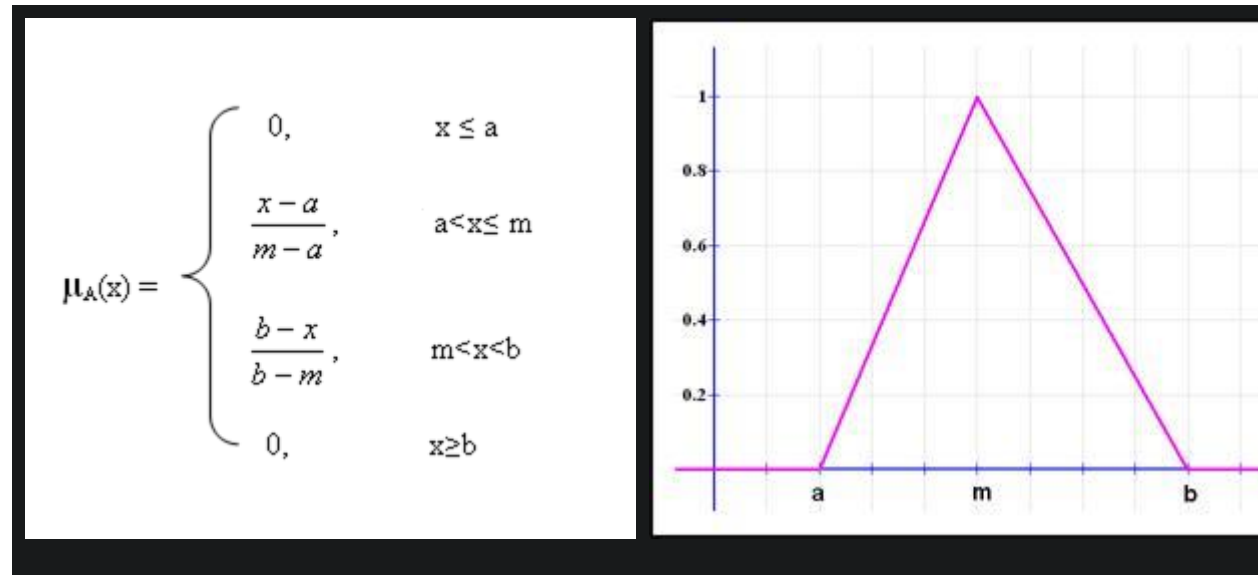 0, x ≤ a
x − a
m − a , a<x≤ m
μA(x) =
b − x
b − m , m<x<b
0, x≥b
1
0.8
0.6
0.4
0.2
a m b